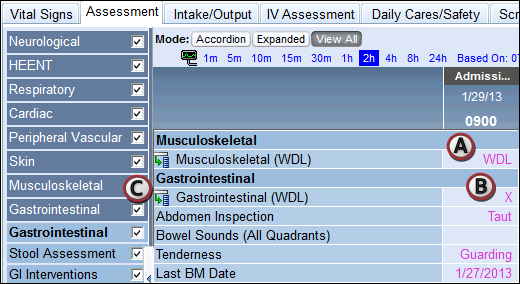 Vital Signs Assessment Intake/Output IV Assessment Daily Cares/Safety Scr
Mode: Accordion Expanded View All
1m 5m 10m 15m 30m 1h 2h 4h 8h 24h Based On: 07
Neurological
HEENT
Respiratory
Cardiac
Peripheral Vascular
Skin
Musculoskeletal
Gastrointestinal
Gastrointestinal
Stool Assessment
GI Interventions
C
Admissi...
1/29/13
0900
Musculoskeletal
A
Musculoskeletal (WDL) WDL
Gastrointestinal
B
Gastrointestinal (WDL) X
Abdomen Inspection Taut
Bowel Sounds (All Quadrants)
Tenderness Guarding
Last BM Date 1/27/2013